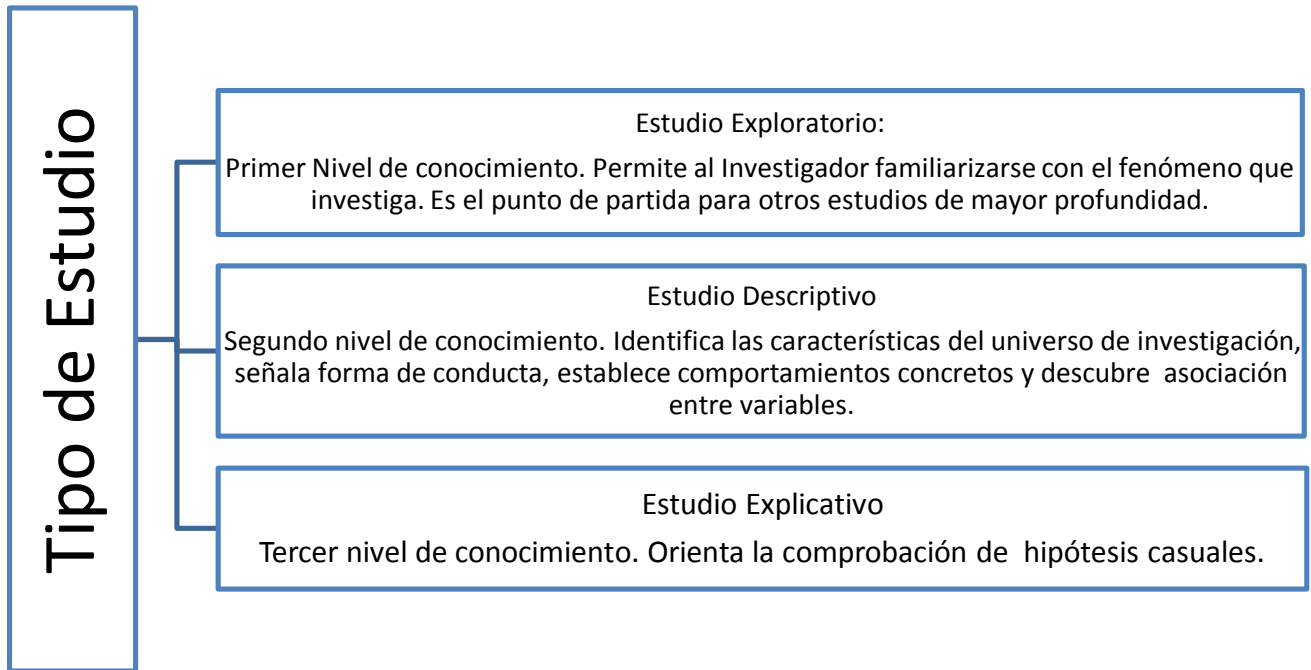 Tipo de Estudio
Estudio Exploratorio:
Primer Nivel de conocimiento. Permite al Investigador familiarizarse con el fenómeno que
investiga. Es el punto de partida para otros estudios de mayor profundidad.
Estudio Descriptivo
Segundo nivel de conocimiento. Identifica las características del universo de investigación,
señala forma de conducta, establece comportamientos concretos y descubre asociación
entre variables.
Estudio Explicativo
Tercer nivel de conocimiento. Orienta la comprobación de hipótesis casuales.